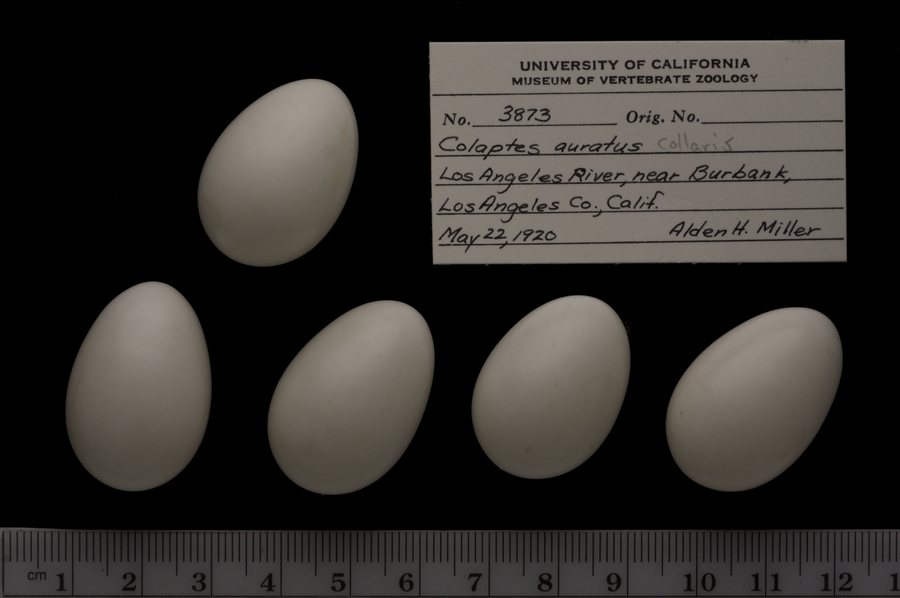 UNIVERSITY OF CALIFORNIA
MUSEUM OF VERTEBRATE ZOOLOGY
No. 3873 Orig. No.
Colaptes auratus collaris
Los Angeles River, near Burbank,
Los Angeles Co., Calif.
May 22, 1920 Alden H. Miller
cm 1 2 3 4 5 6 7 8 9 10 11 12 1